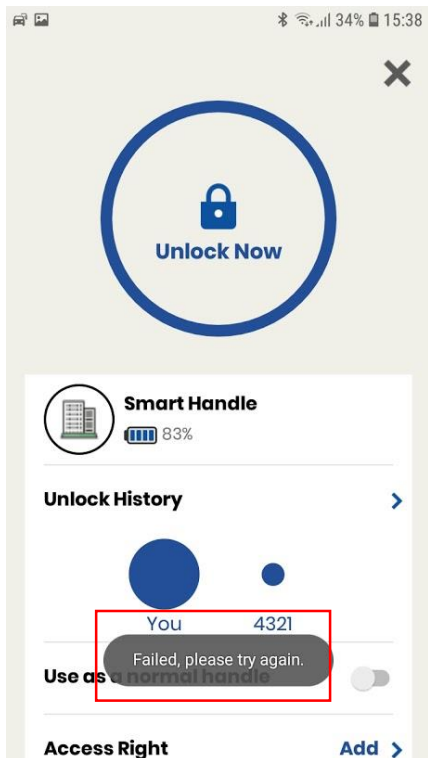 34% 15:38
Unlock Now
Smart Handle
83%
Unlock History
You 4321
Failed, please try again.
Use as a normal handle
Access Right Add